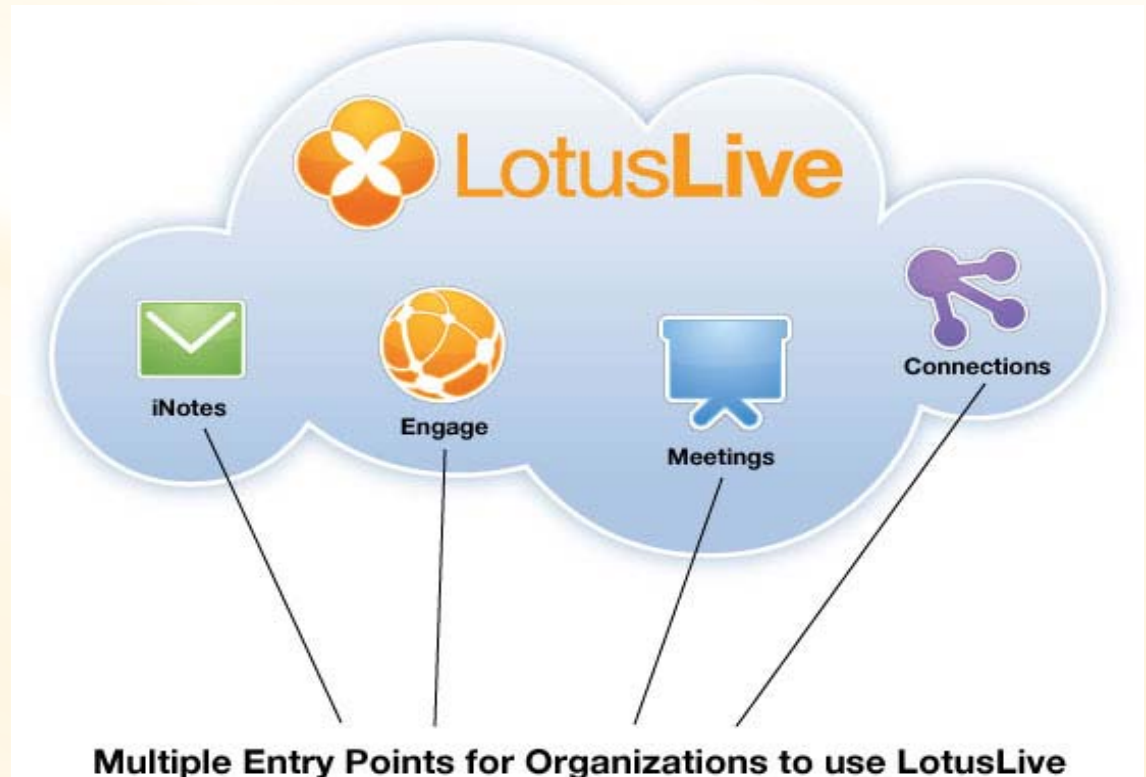 LotusLive
iNotes
Engage
Meetings
Connections
Multiple Entry Points for Organizations to use LotusLive